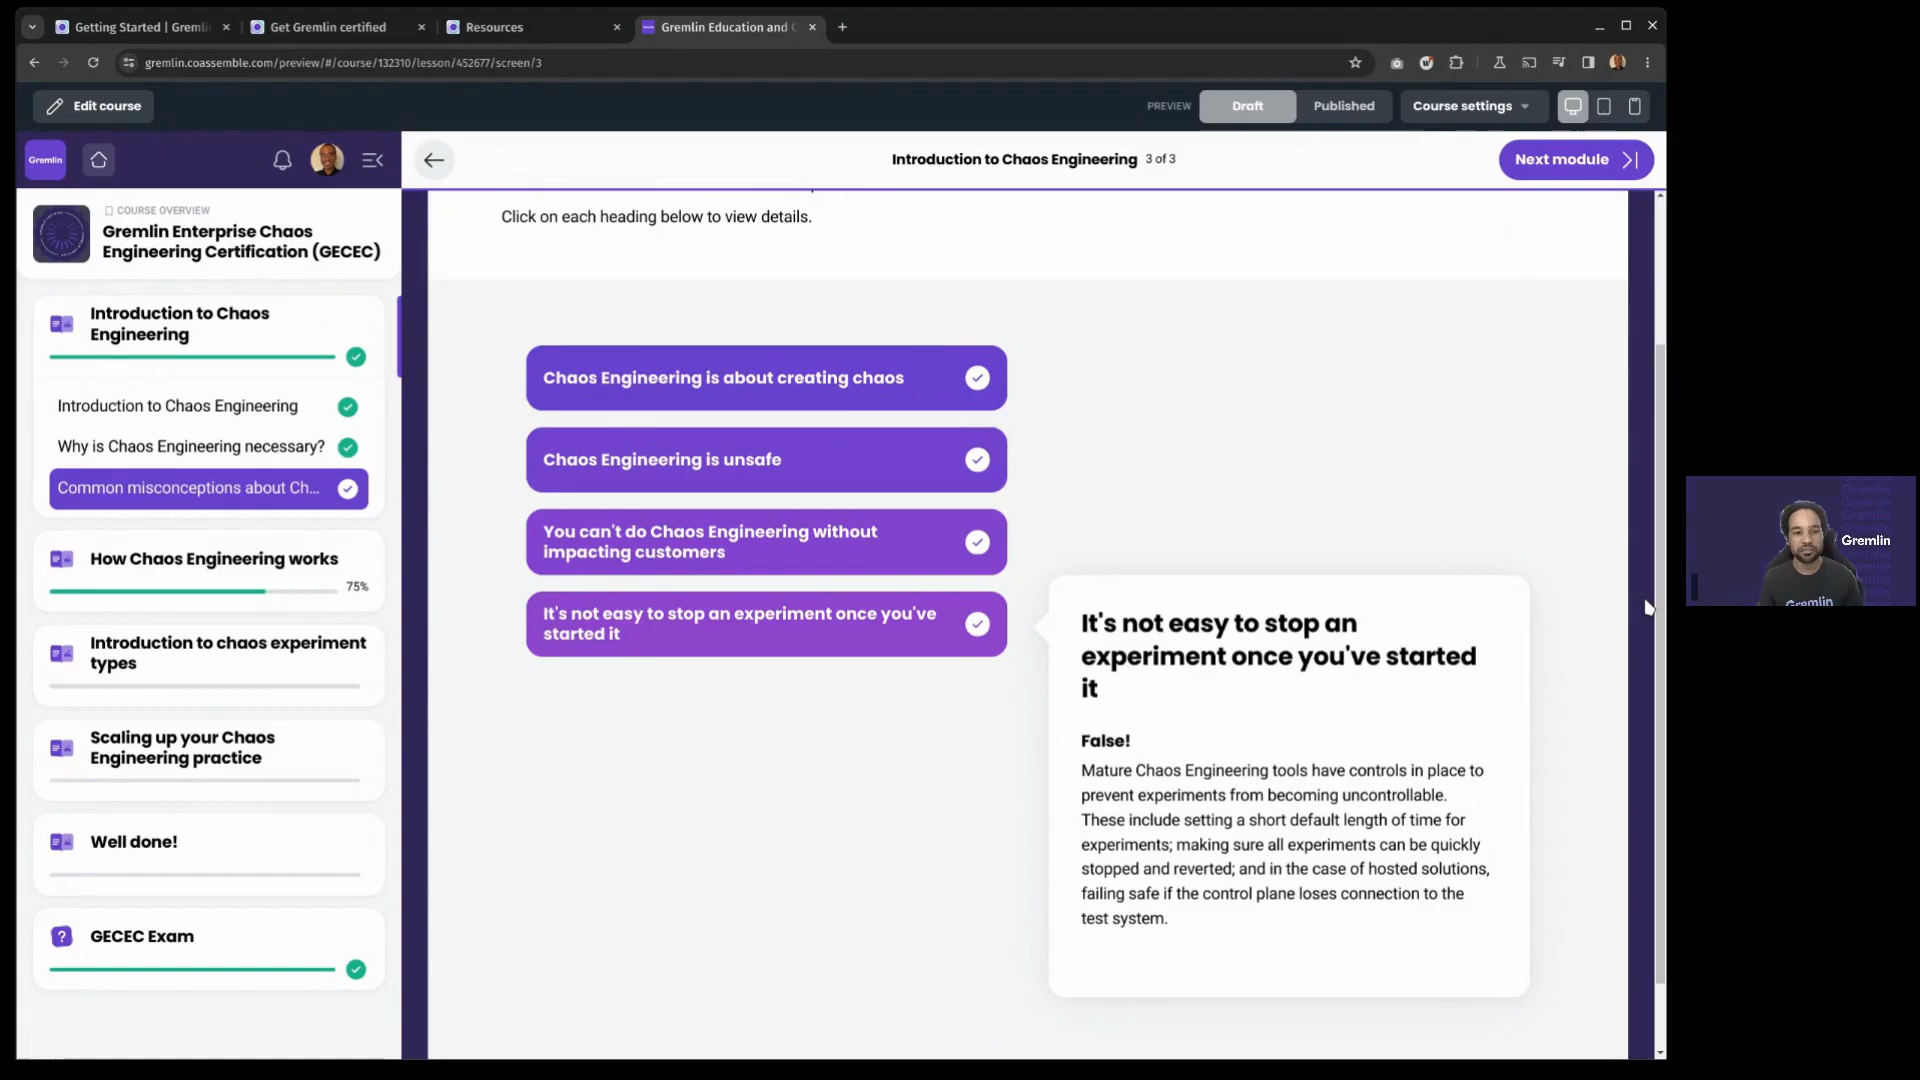 Getting Started | Gremli
Get Gremlin certified
Resources
Gremlin Education and C
gremlin.coassemble.com/preview/#/course/132310/lesson/452677/screen/3
Edit course
PREVIEW
Draft
Published
Course settings
Gremlin
Introduction to Chaos Engineering 3 of 3
Next module
COURSE OVERVIEW
Gremlin Enterprise Chaos
Engineering Certification (GECEC)
Introduction to Chaos
Engineering
Introduction to Chaos Engineering
Why is Chaos Engineering necessary?
Common misconceptions about Ch...
How Chaos Engineering works
75%
Introduction to chaos experiment
types
Scaling up your Chaos
Engineering practice
Well done!
GECEC Exam
Click on each heading below to view details.
Chaos Engineering is about creating chaos
Chaos Engineering is unsafe
You can't do Chaos Engineering without
impacting customers
It's not easy to stop an experiment once you've
started it
It's not easy to stop an
experiment once you've started
it
False!
Mature Chaos Engineering tools have controls in place to
prevent experiments from becoming uncontrollable.
These include setting a short default length of time for
experiments; making sure all experiments can be quickly
stopped and reverted; and in the case of hosted solutions,
failing safe if the control plane loses connection to the
test system.
Gremlin
Gremlin